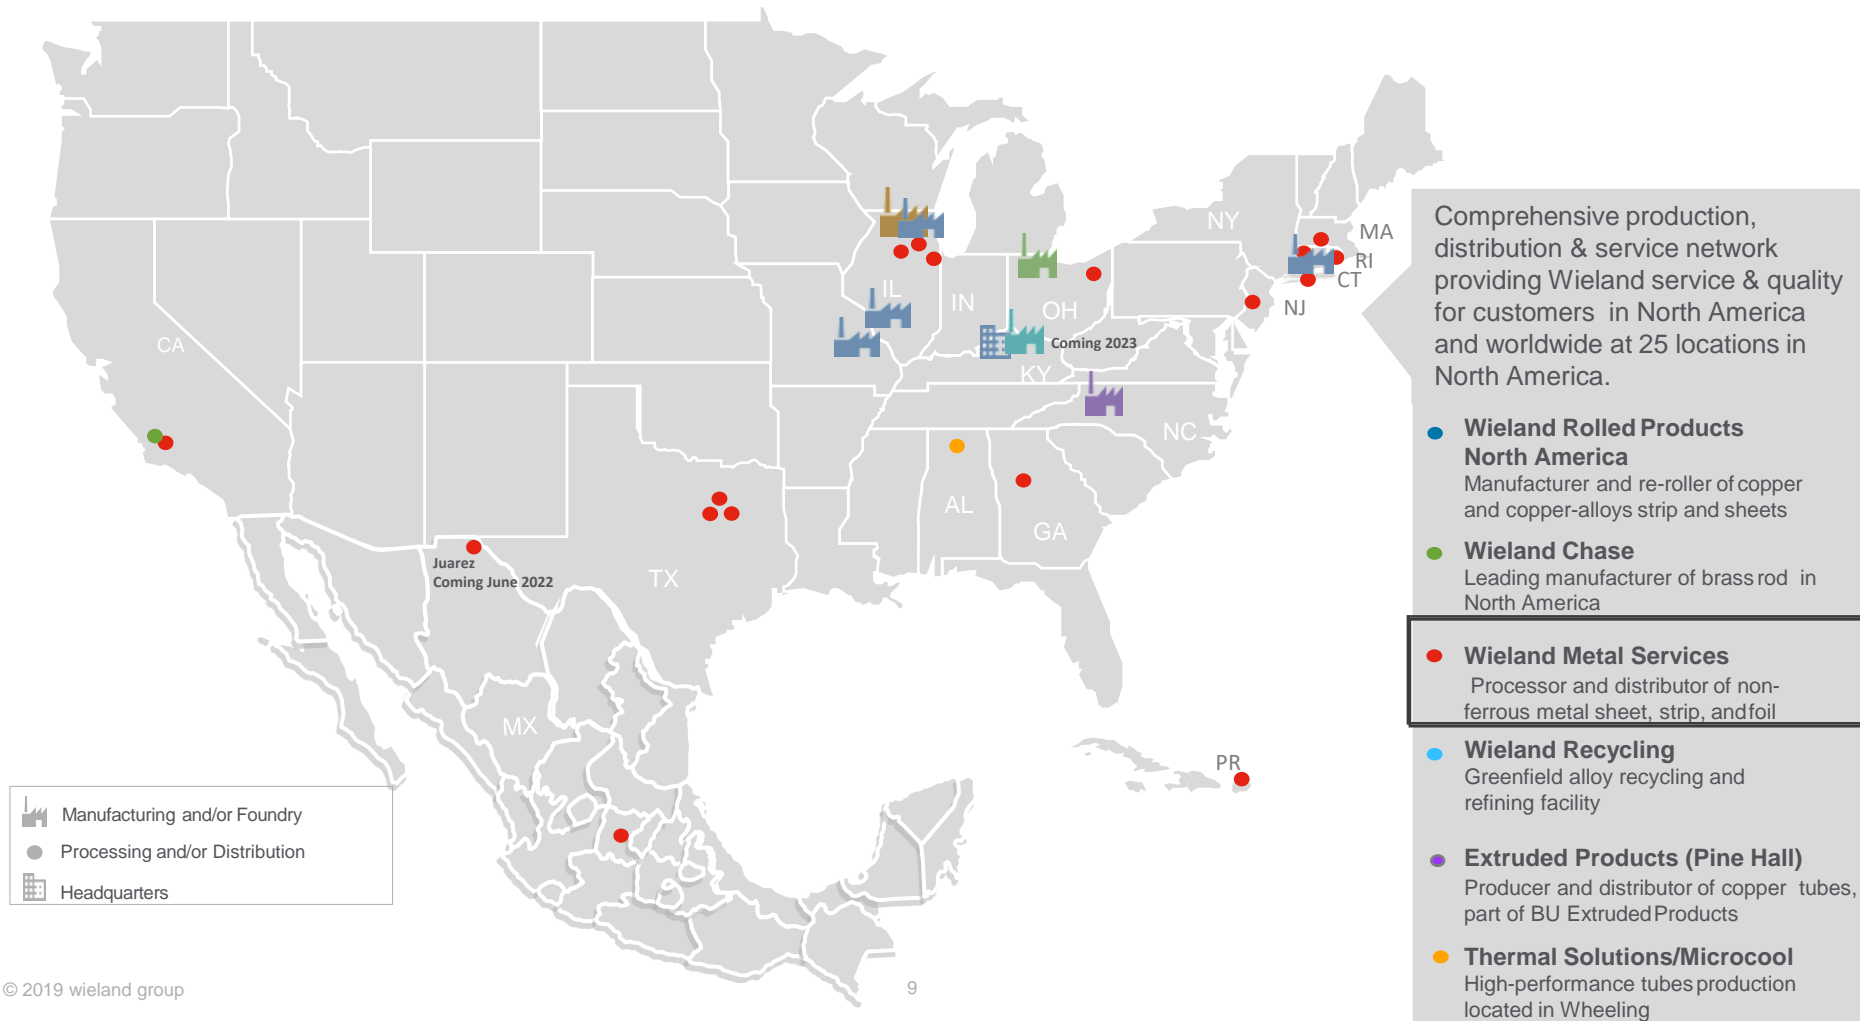 NY
MA
RI
CT
NJ
IL
IN
OH
Coming 2023
KY
NC
CA
AL
GA
TX
Juarez
Coming June 2022
MX
PR
Manufacturing and/or Foundry
Processing and/or Distribution
Headquarters
Comprehensive production,
distribution & service network
providing Wieland service & quality
for customers in North America
and worldwide at 25 locations in
North America.
Wieland Rolled Products
North America
Manufacturer and re-roller of copper
and copper-alloys strip and sheets
Wieland Chase
Leading manufacturer of brass rod in
North America
Wieland Metal Services
Processor and distributor of non-
ferrous metal sheet, strip, andfoil
Wieland Recycling
Greenfield alloy recycling and
refining facility
Extruded Products (Pine Hall)
Producer and distributor of copper tubes,
part of BU Extruded Products
Thermal Solutions/Microcool
High-performance tubes production
located in Wheeling
© 2019 wieland group
9